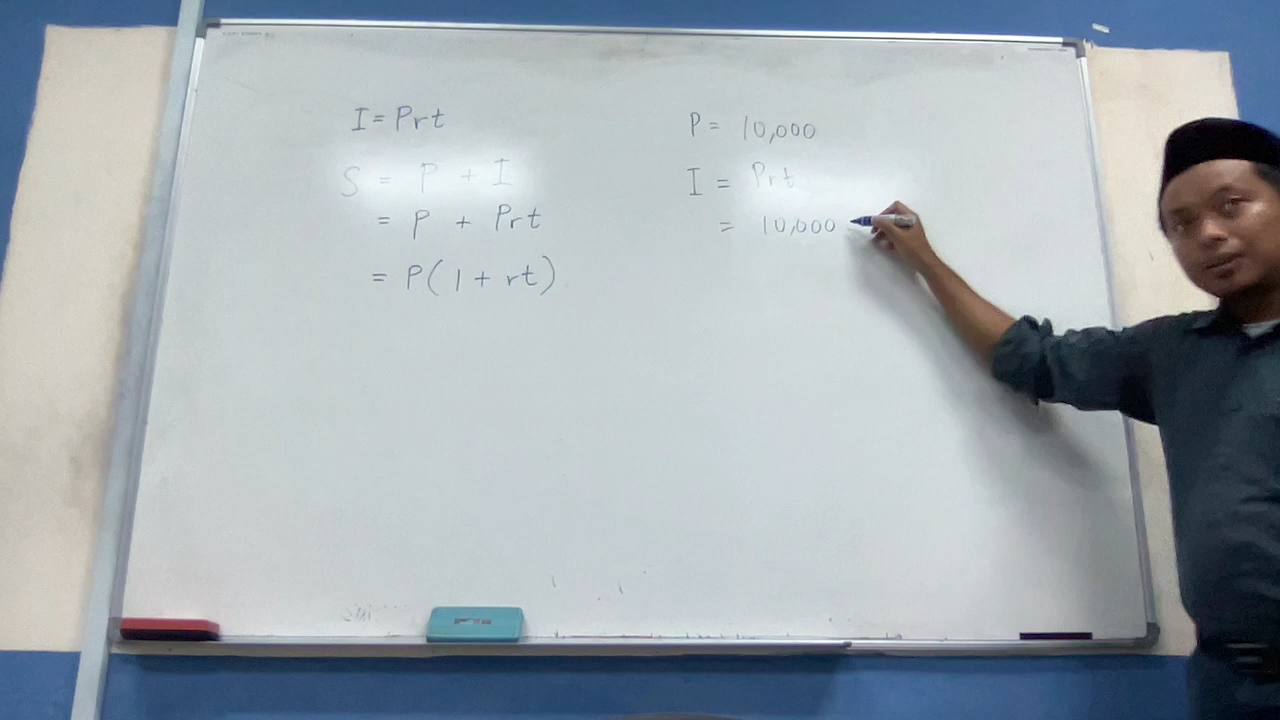 I = Prt
S = P + I
= P + Prt
= P(1 + rt)
P = 10,000
I = Prt
= 10,000